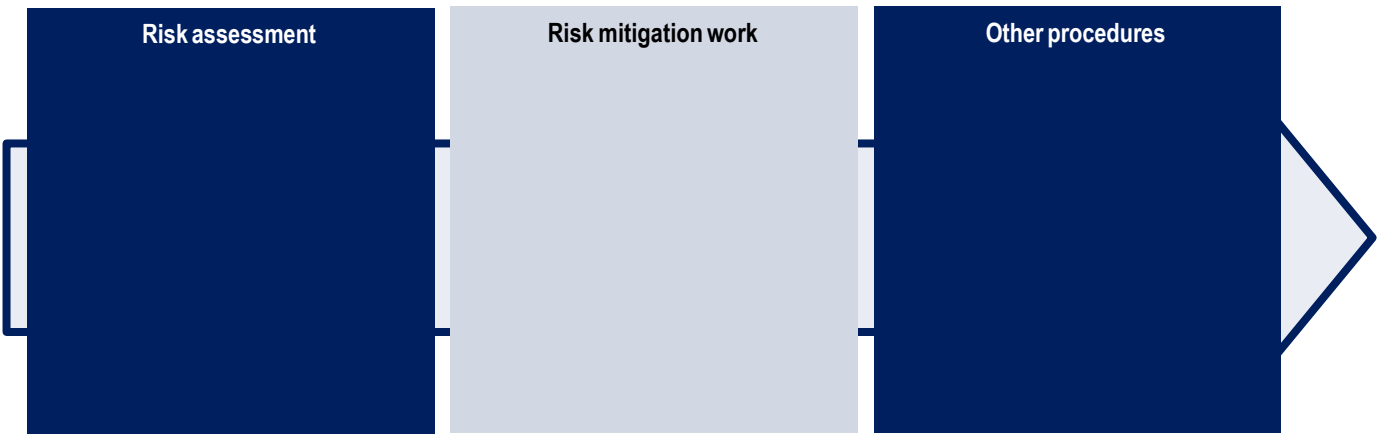 Risk assessment
Risk mitigation work
Other procedures